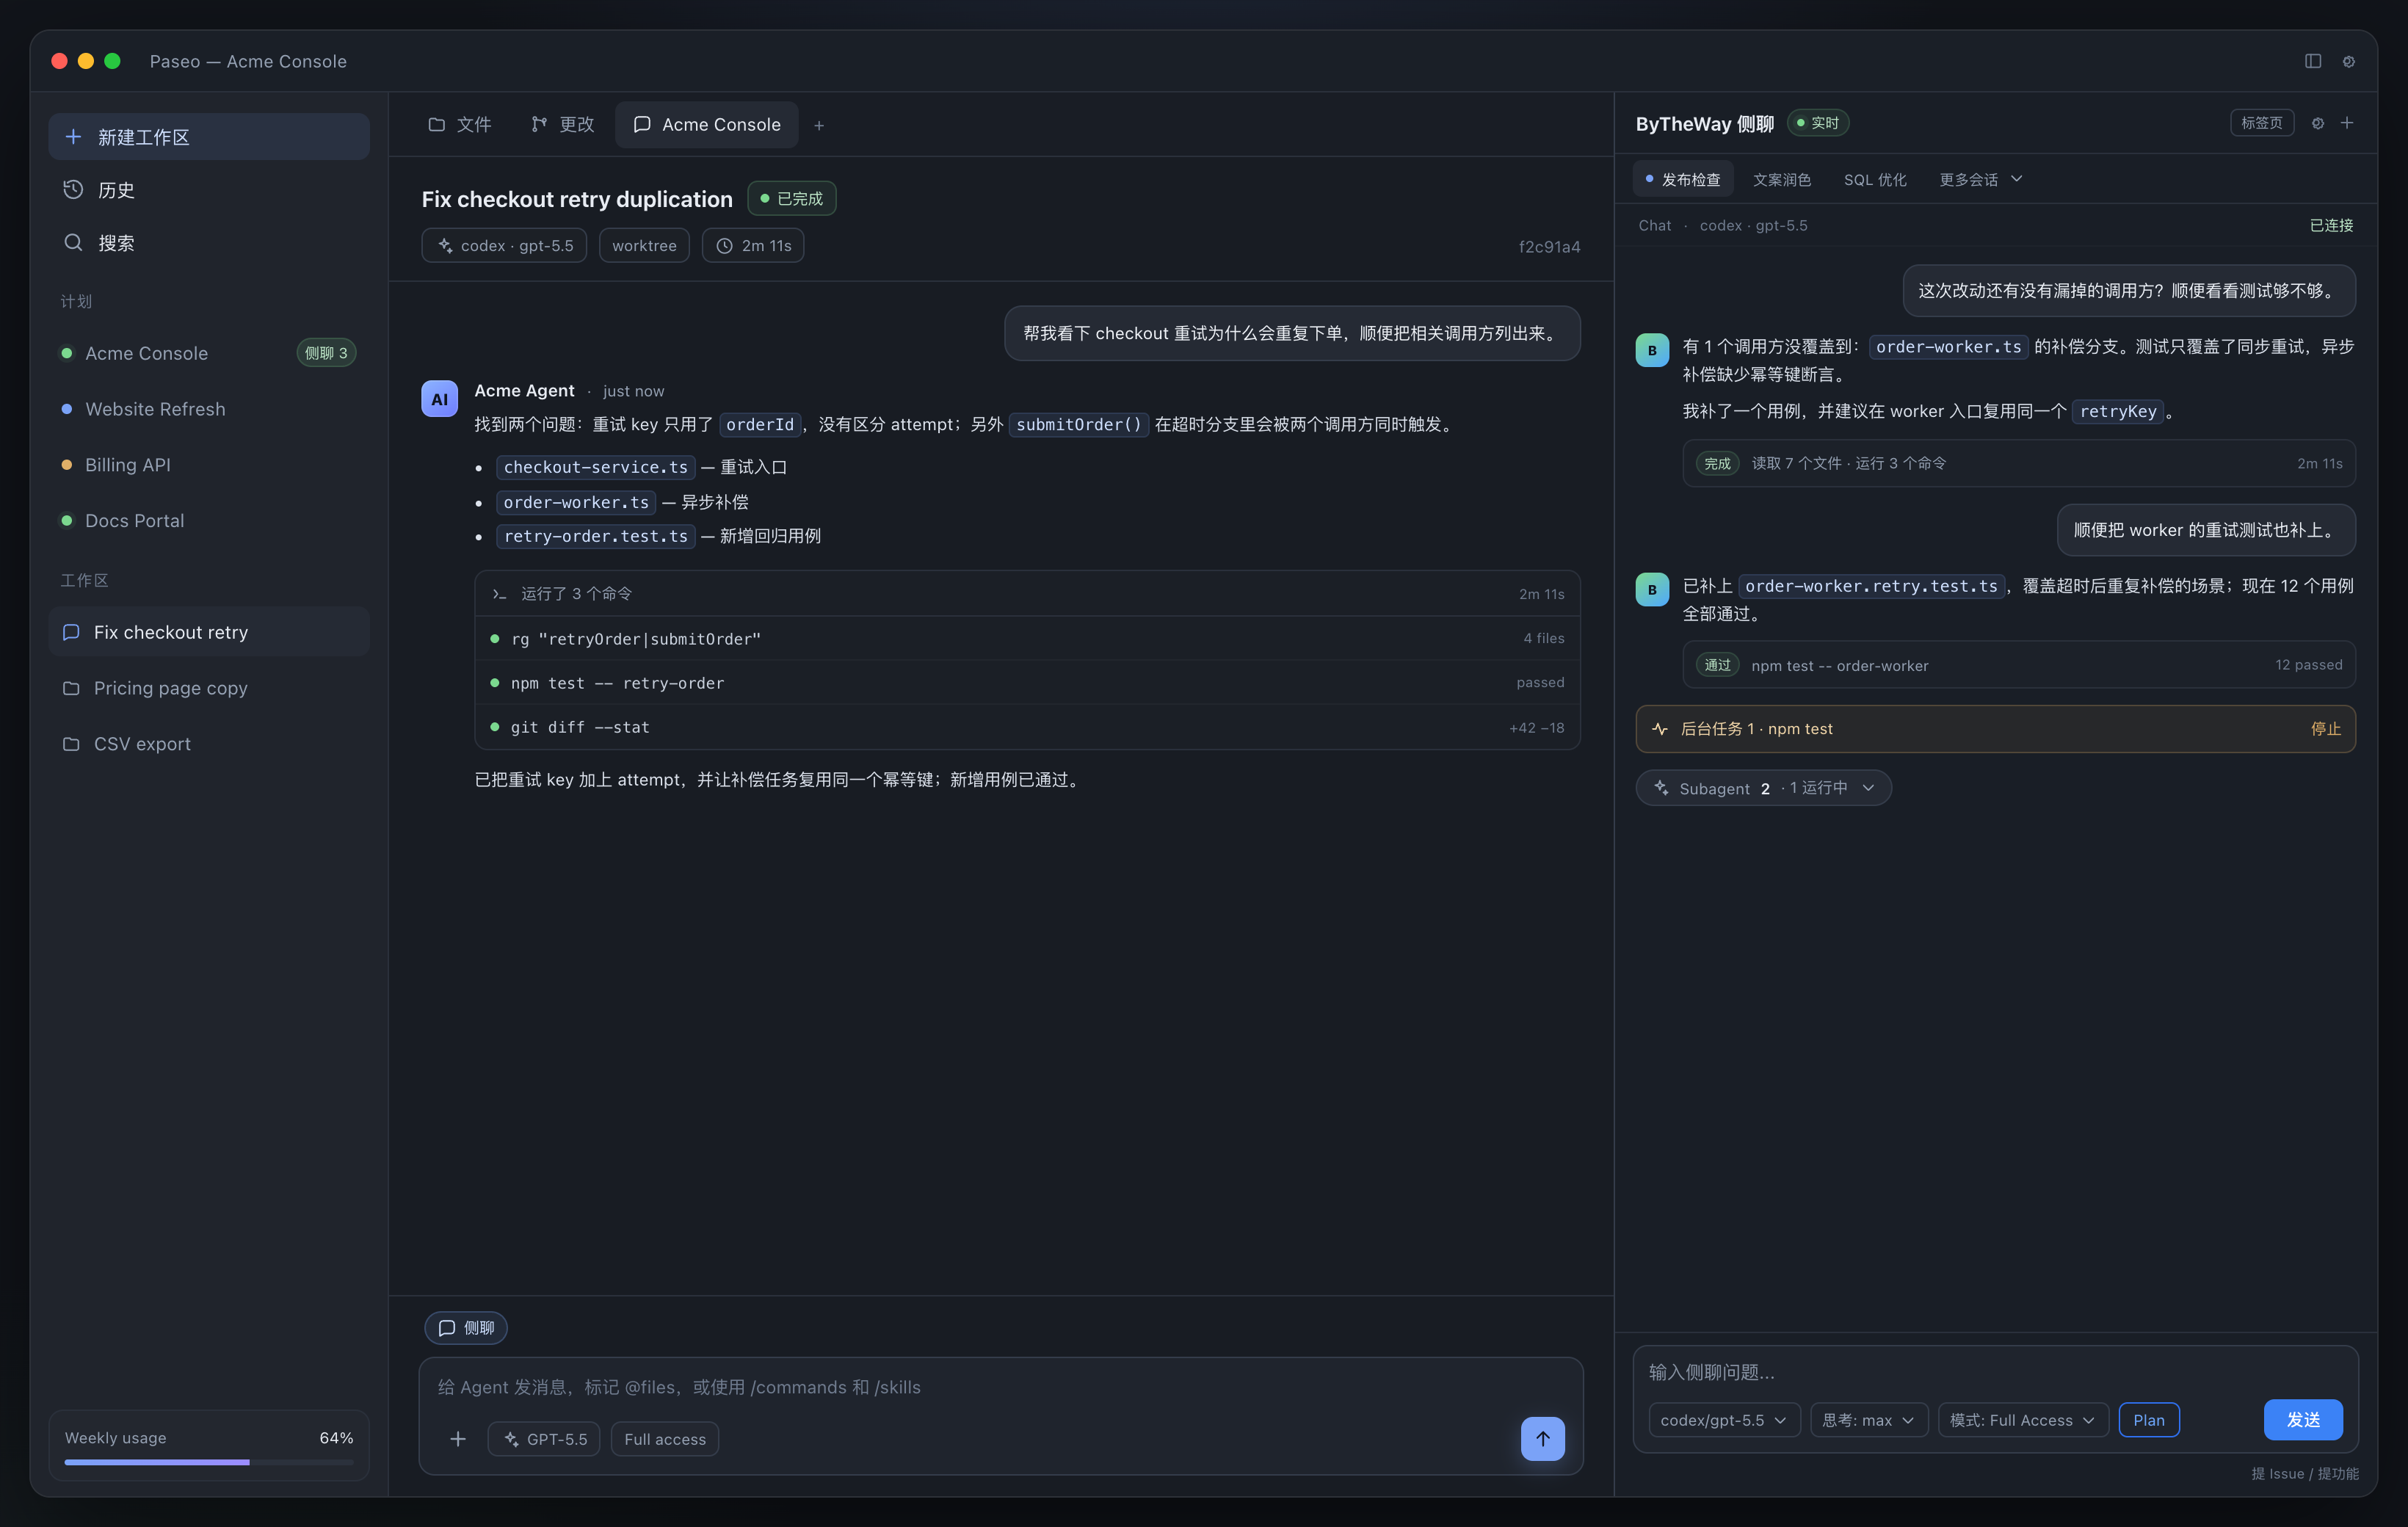 Paseo — Acme Console
新建工作区
历史
搜索
计划
Acme Console
侧聊 3
Website Refresh
Billing API
Docs Portal
工作区
Fix checkout retry
Pricing page copy
CSV export
Weekly usage
64%
文件
更改
Acme Console
Fix checkout retry duplication
已完成
codex · gpt-5.5
worktree
2m 11s
f2c91a4
帮我看下 checkout 重试为什么会重复下单，顺便把相关调用方列出来。
AI
Acme Agent · just now
找到两个问题：重试 key 只用了 orderId，没有区分 attempt；另外 submitOrder() 在超时分支里会被两个调用方同时触发。
• checkout-service.ts — 重试入口
• order-worker.ts — 异步补偿
• retry-order.test.ts — 新增回归用例
运行了 3 个命令
2m 11s
rg "retryOrder|submitOrder"
4 files
npm test -- retry-order
passed
git diff --stat
+42 −18
已把重试 key 加上 attempt，并让补偿任务复用同一个幂等键；新增用例已通过。
侧聊
给 Agent 发消息，标记 @files，或使用 /commands 和 /skills
GPT-5.5
Full access
ByTheWay 侧聊
实时
标签页
发布检查
文案润色
SQL 优化
更多会话
Chat · codex · gpt-5.5
已连接
这次改动还有没有漏掉的调用方？顺便看看测试够不够。
B
有 1 个调用方没覆盖到：order-worker.ts 的补偿分支。测试只覆盖了同步重试，异步
补偿缺少幂等键断言。
我补了一个用例，并建议在 worker 入口复用同一个 retryKey。
完成
读取 7 个文件 · 运行 3 个命令
2m 11s
顺便把 worker 的重试测试也补上。
B
已补上 order-worker.retry.test.ts，覆盖超时后重复补偿的场景；现在 12 个用例
全部通过。
通过
npm test -- order-worker
12 passed
后台任务 1 · npm test
停止
Subagent 2 · 1 运行中
输入侧聊问题...
codex/gpt-5.5
思考: max
模式: Full Access
Plan
发送
提 Issue / 提功能